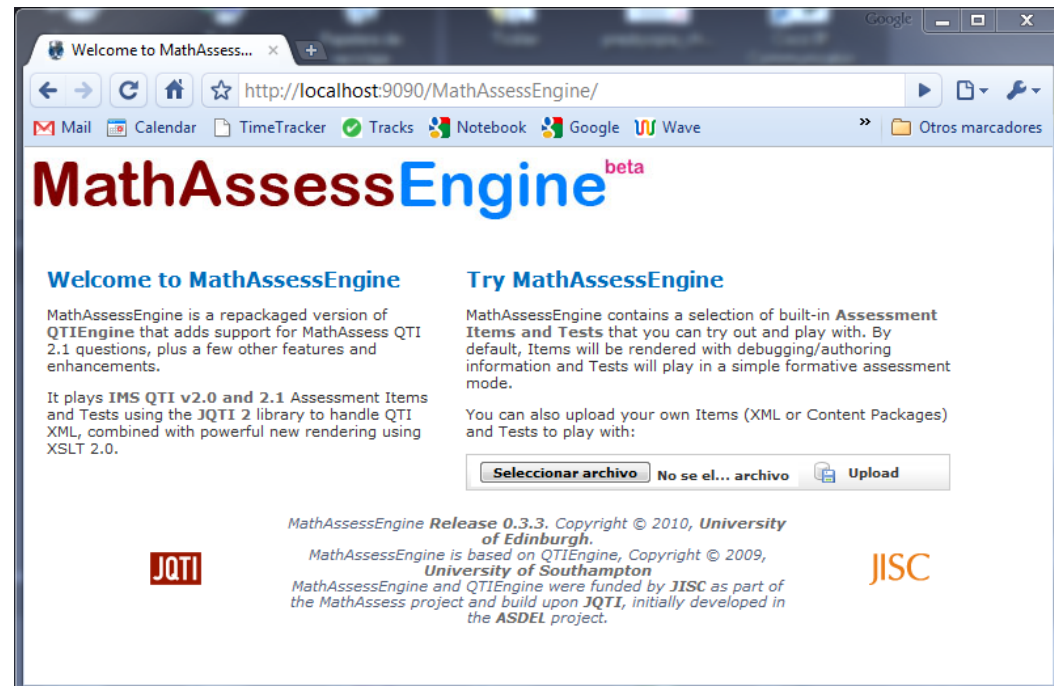 Google
Welcome to MathAssess...
http://localhost:9090/MathAssessEngine/
Mail Calendar TimeTracker Tracks Notebook Google Wave » Otros marcadores
MathAssessEngine beta
Welcome to MathAssessEngine
MathAssessEngine is a repackaged version of
QTIEngine that adds support for MathAssess QTI
2.1 questions, plus a few other features and
enhancements.
It plays IMS QTI v2.0 and 2.1 Assessment Items
and Tests using the JQTI 2 library to handle QTI
XML, combined with powerful new rendering using
XSLT 2.0.
Try MathAssessEngine
MathAssessEngine contains a selection of built-in Assessment
Items and Tests that you can try out and play with. By
default, Items will be rendered with debugging/authoring
information and Tests will play in a simple formative assessment
mode.
You can also upload your own Items (XML or Content Packages)
and Tests to play with:
Seleccionar archivo No se el... archivo Upload
MathAssessEngine Release 0.3.3. Copyright © 2010, University
of Edinburgh.
MathAssessEngine is based on QTIEngine, Copyright © 2009,
University of Southampton
MathAssessEngine and QTIEngine were funded by JISC as part of
the MathAssess project and build upon JQTI, initially developed in
the ASDEL project.
JQTI
JISC